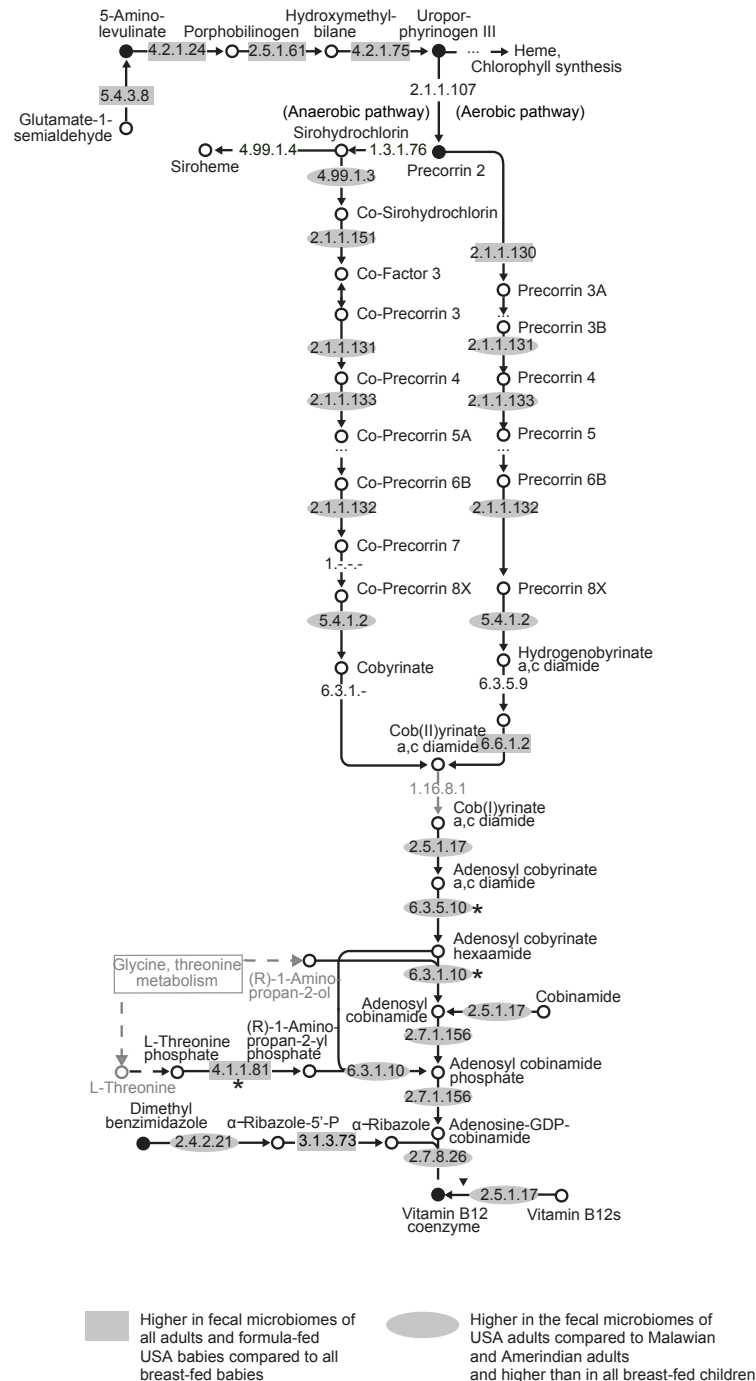 5-Amino-
levulinate
Porphobilinogen
Hydroxymethyl-
bilane
Uropor-
phyrinogen III
4.2.1.24
2.5.1.61
4.2.1.75
...
Heme,
Chlorophyll synthesis
5.4.3.8
2.1.1.107
Glutamate-1-
semialdehyde
(Anaerobic pathway)
(Aerobic pathway)
Sirohydrochlorin
4.99.1.4
1.3.1.76
Siroheme
Precorrin 2
4.99.1.3
Co-Sirohydrochlorin
2.1.1.151
2.1.1.130
Co-Factor 3
Precorrin 3A
...
Co-Precorrin 3
Precorrin 3B
2.1.1.131
2.1.1.131
Co-Precorrin 4
Precorrin 4
2.1.1.133
2.1.1.133
Co-Precorrin 5A
Precorrin 5
...
...
Co-Precorrin 6B
Precorrin 6B
2.1.1.132
2.1.1.132
Co-Precorrin 7
1.-.-.-
Co-Precorrin 8X
Precorrin 8X
5.4.1.2
5.4.1.2
Cobyrinate
Hydrogenobyrinate
a,c diamide
6.3.1.-
6.3.5.9
Cob(II)yrinate
a,c diamide
6.6.1.2
1.16.8.1
Cob(I)yrinate
a,c diamide
2.5.1.17
Adenosyl cobyrinate
a,c diamide
6.3.5.10 *
Adenosyl cobyrinate
hexaamide
Glycine, threonine
metabolism
(R)-1-Amino-
propan-2-ol
6.3.1.10 *
Adenosyl
cobinamide
2.5.1.17
Cobinamide
L-Threonine
phosphate
(R)-1-Amino-
propan-2-yl
phosphate
2.7.1.156
4.1.1.81
*
6.3.1.10
Adenosyl cobinamide
phosphate
L-Threonine
2.7.1.156
Dimethyl
benzimidazole
α-Ribazole-5'-P
α-Ribazole
Adenosine-GDP-
cobinamide
2.4.2.21
3.1.3.73
2.7.8.26
2.5.1.17
Vitamin B12
coenzyme
Vitamin B12s
Higher in fecal microbiomes of
all adults and formula-fed
USA babies compared to all
breast-fed babies
Higher in the fecal microbiomes of
USA adults compared to Malawian
and Amerindian adults
and higher than in all breast-fed children